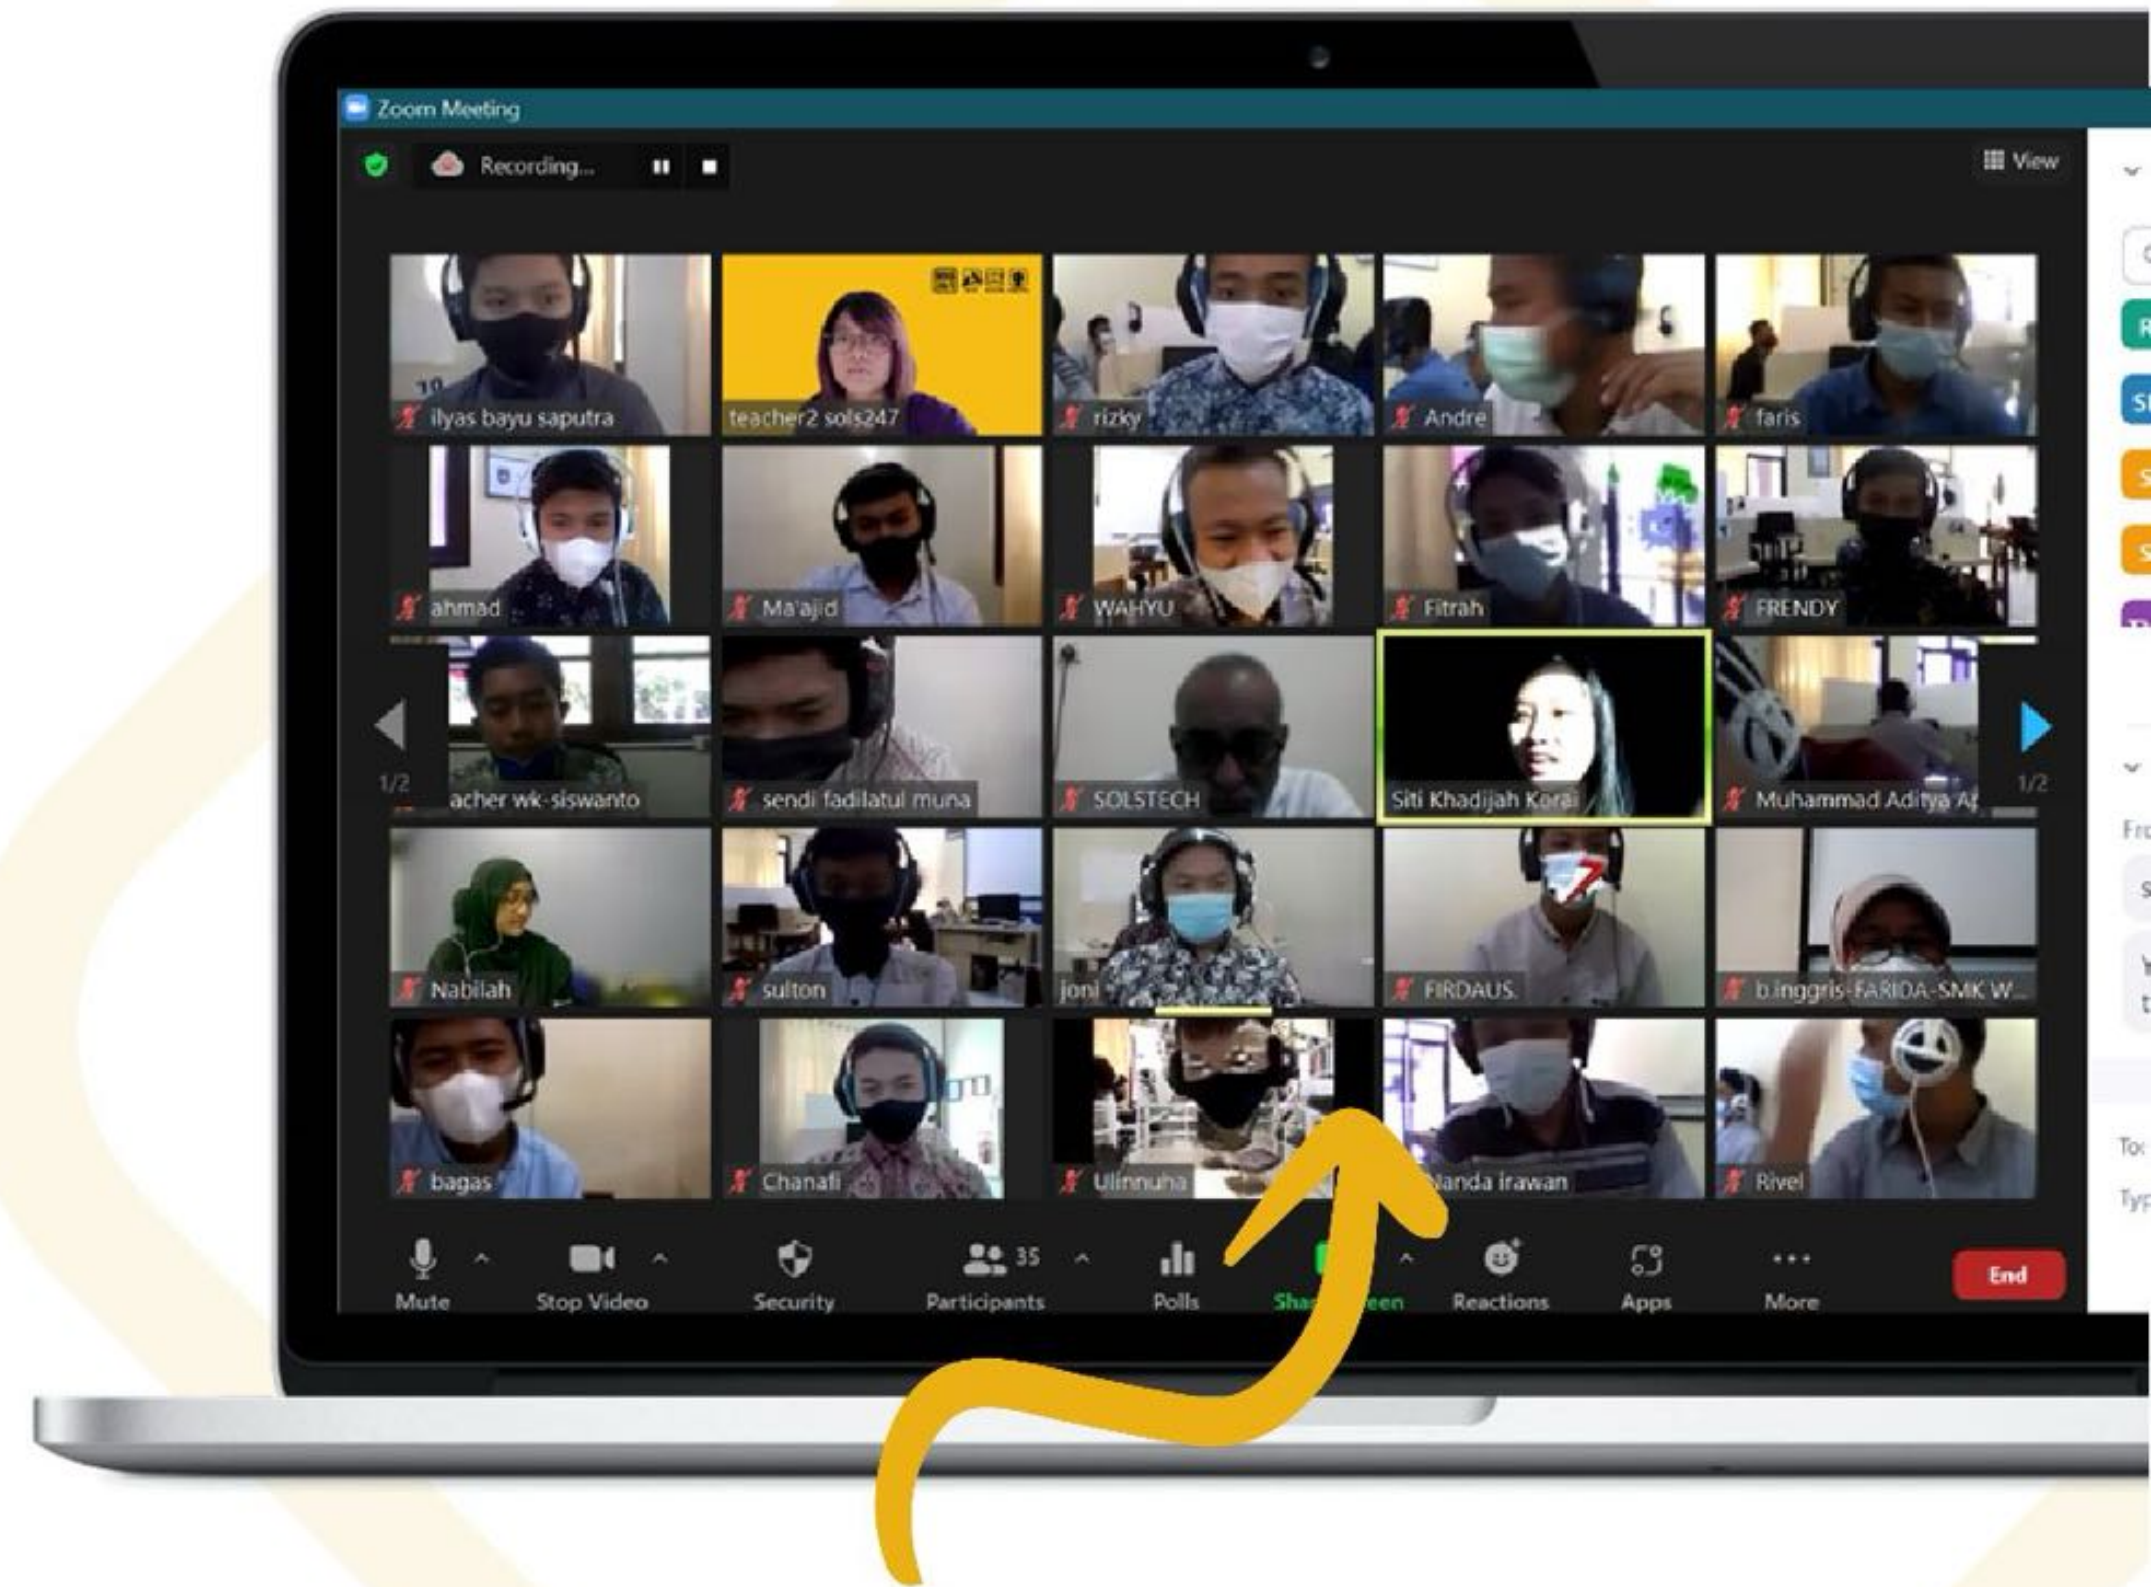 Zoom Meeting
Recording...
View
ilyas bayu saputra
teacher2 sols247
rizky
Andre
faris
ahmad
Ma'ajid
WAHYU
Fitrah
FRENDY
1/2
acher wk-siswanto
sendi fadilatul muna
SOLSTECH
Siti Khadijah Korai
Muhammad Aditya Ap
1/2
Nabilah
sulton
joni
FIRDAUS.
b.inggris-FARIDA-SMK W...
bagas
Chanafi
Ulinnuha
Nanda irawan
Rivel
To:
Mute
Stop Video
Security
35
Participants
Polls
Reactions
Apps
More
End